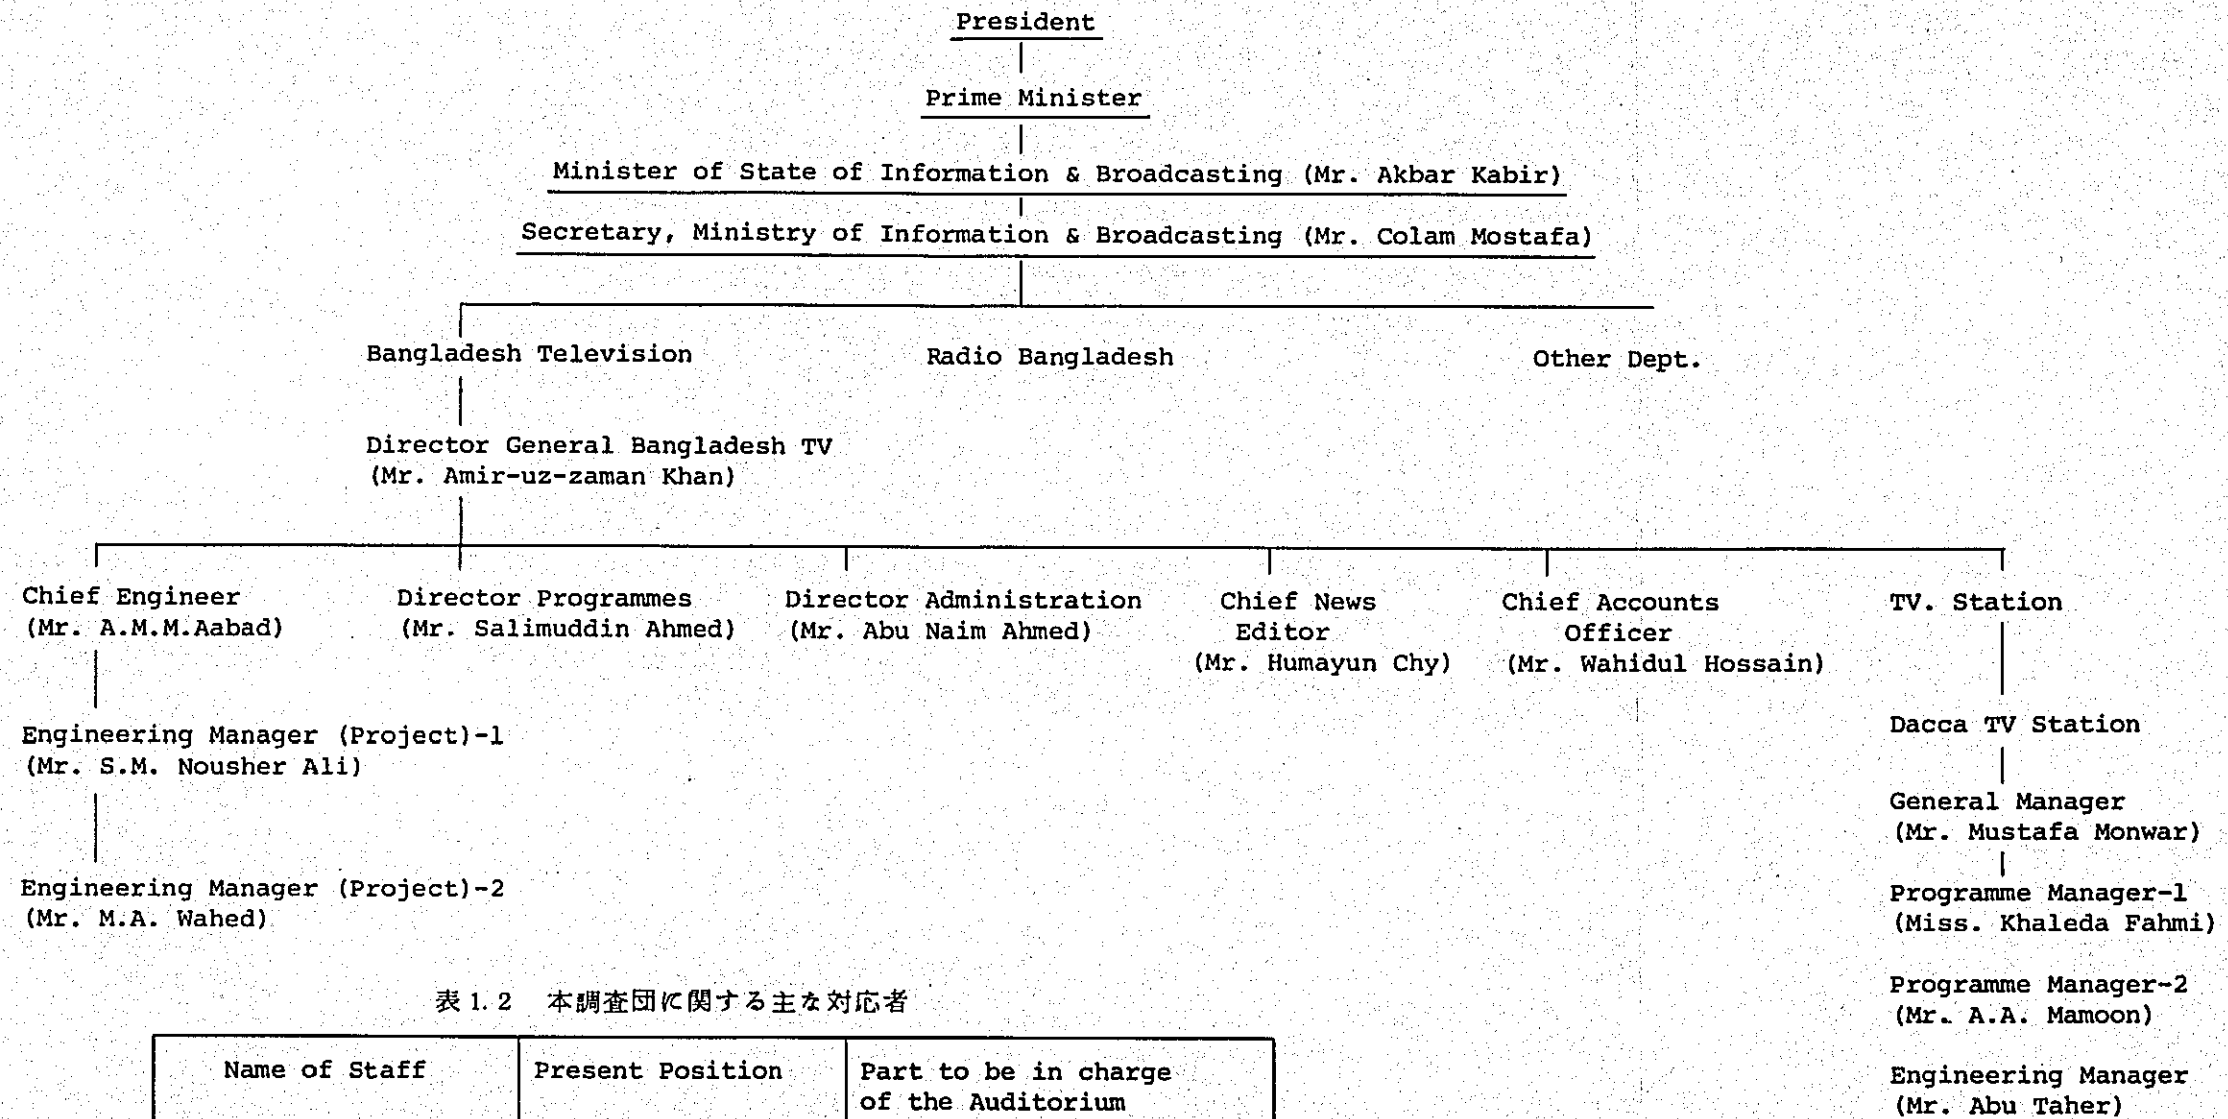 President
Prime Minister
Minister of State of Information & Broadcasting (Mr. Akbar Kabir)
Secretary, Ministry of Information & Broadcasting (Mr. Colam Mostafa)
Bangladesh Television
Radio Bangladesh
Other Dept.
Director General Bangladesh TV
(Mr. Amir-uz-zaman Khan)
Chief Engineer
(Mr. A.M.M.Aabad)
Director Programmes
(Mr. Salimuddin Ahmed)
Director Administration
(Mr. Abu Naim Ahmed)
Chief News
Editor
(Mr. Humayun Chy)
Chief Accounts
Officer
(Mr. Wahidul Hossain)
TV. Station
Engineering Manager (Project)-1
(Mr. S.M. Nousher Ali)
Engineering Manager (Project)-2
(Mr. M.A. Wahed)
Dacca TV Station
General Manager
(Mr. Mustafa Monwar)
Programme Manager-1
(Miss. Khaleda Fahmi)
Programme Manager-2
(Mr. A.A. Mamoon)
Engineering Manager
(Mr. Abu Taher)
表 1.2 本調査団に関する主な対応者
Name of Staff
Present Position
Part to be in charge
of the Auditorium